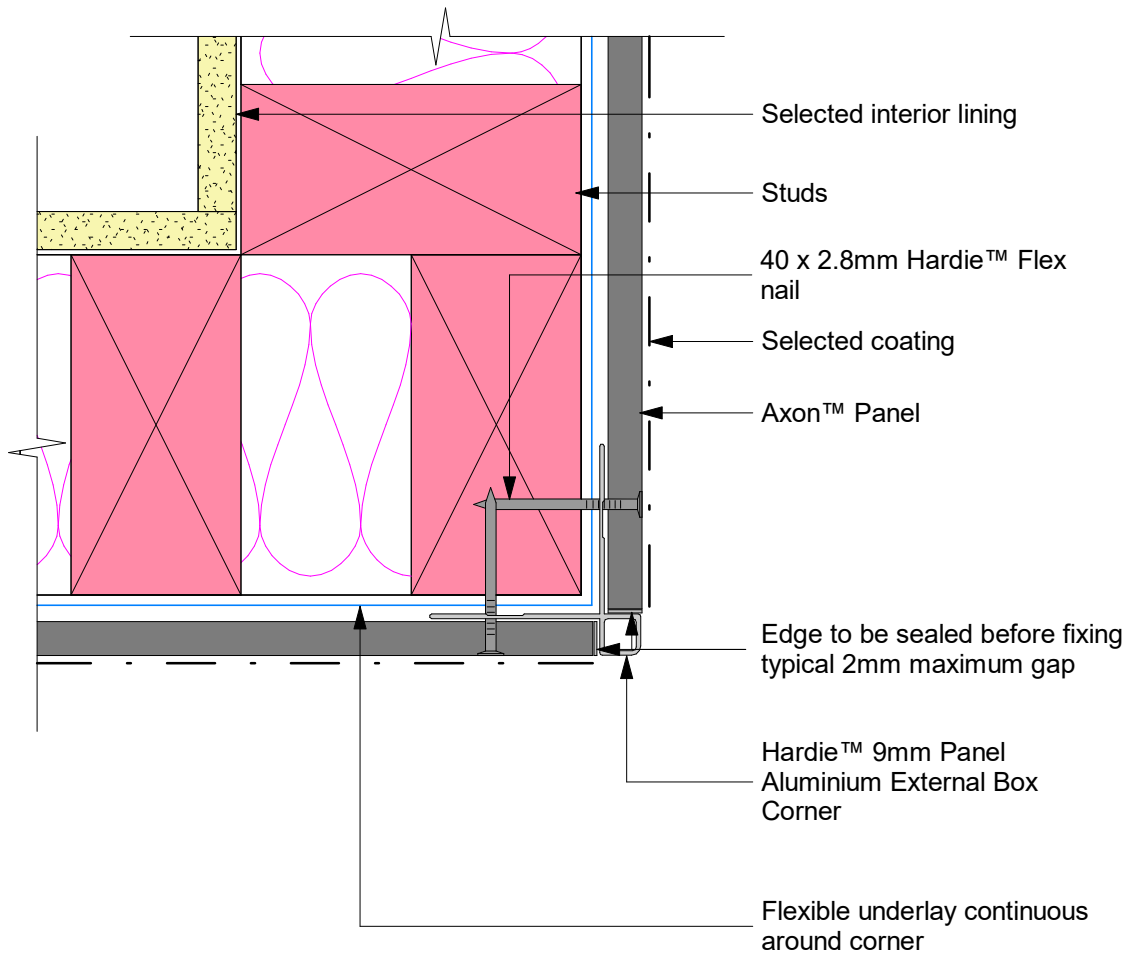 Selected interior lining
Studs
40 x 2.8mm Hardie™ Flex
nail
Selected coating
Axon™ Panel
Edge to be sealed before fixing
typical 2mm maximum gap
Hardie™ 9mm Panel
Aluminium External Box
Corner
Flexible underlay continuous
around corner